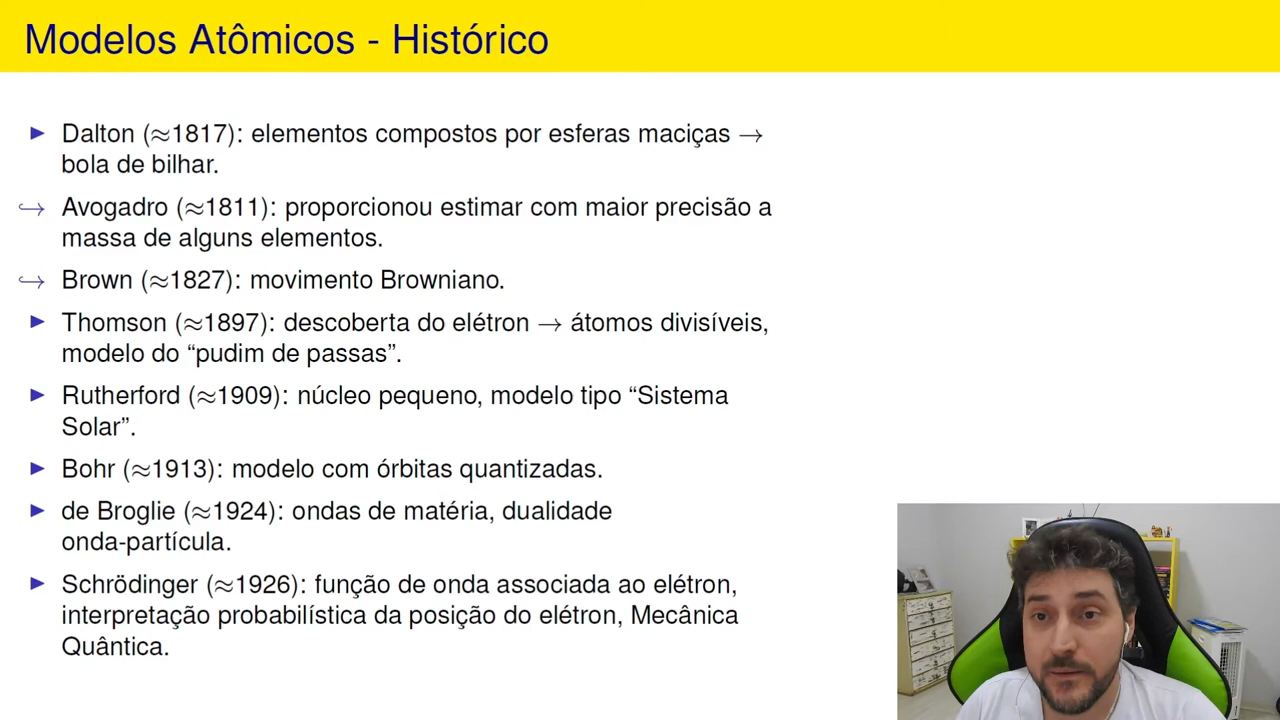 Modelos Atômicos - Histórico
▶ Dalton (≈1817): elementos compostos por esferas maciças →
bola de bilhar.
↪ Avogadro (≈1811): proporcionou estimar com maior precisão a
massa de alguns elementos.
↪ Brown (≈1827): movimento Browniano.
▶ Thomson (≈1897): descoberta do elétron → átomos divisíveis,
modelo do “pudim de passas”.
▶ Rutherford (≈1909): núcleo pequeno, modelo tipo “Sistema
Solar”.
▶ Bohr (≈1913): modelo com órbitas quantizadas.
▶ de Broglie (≈1924): ondas de matéria, dualidade
onda-partícula.
▶ Schrödinger (≈1926): função de onda associada ao elétron,
interpretação probabilística da posição do elétron, Mecânica
Quântica.